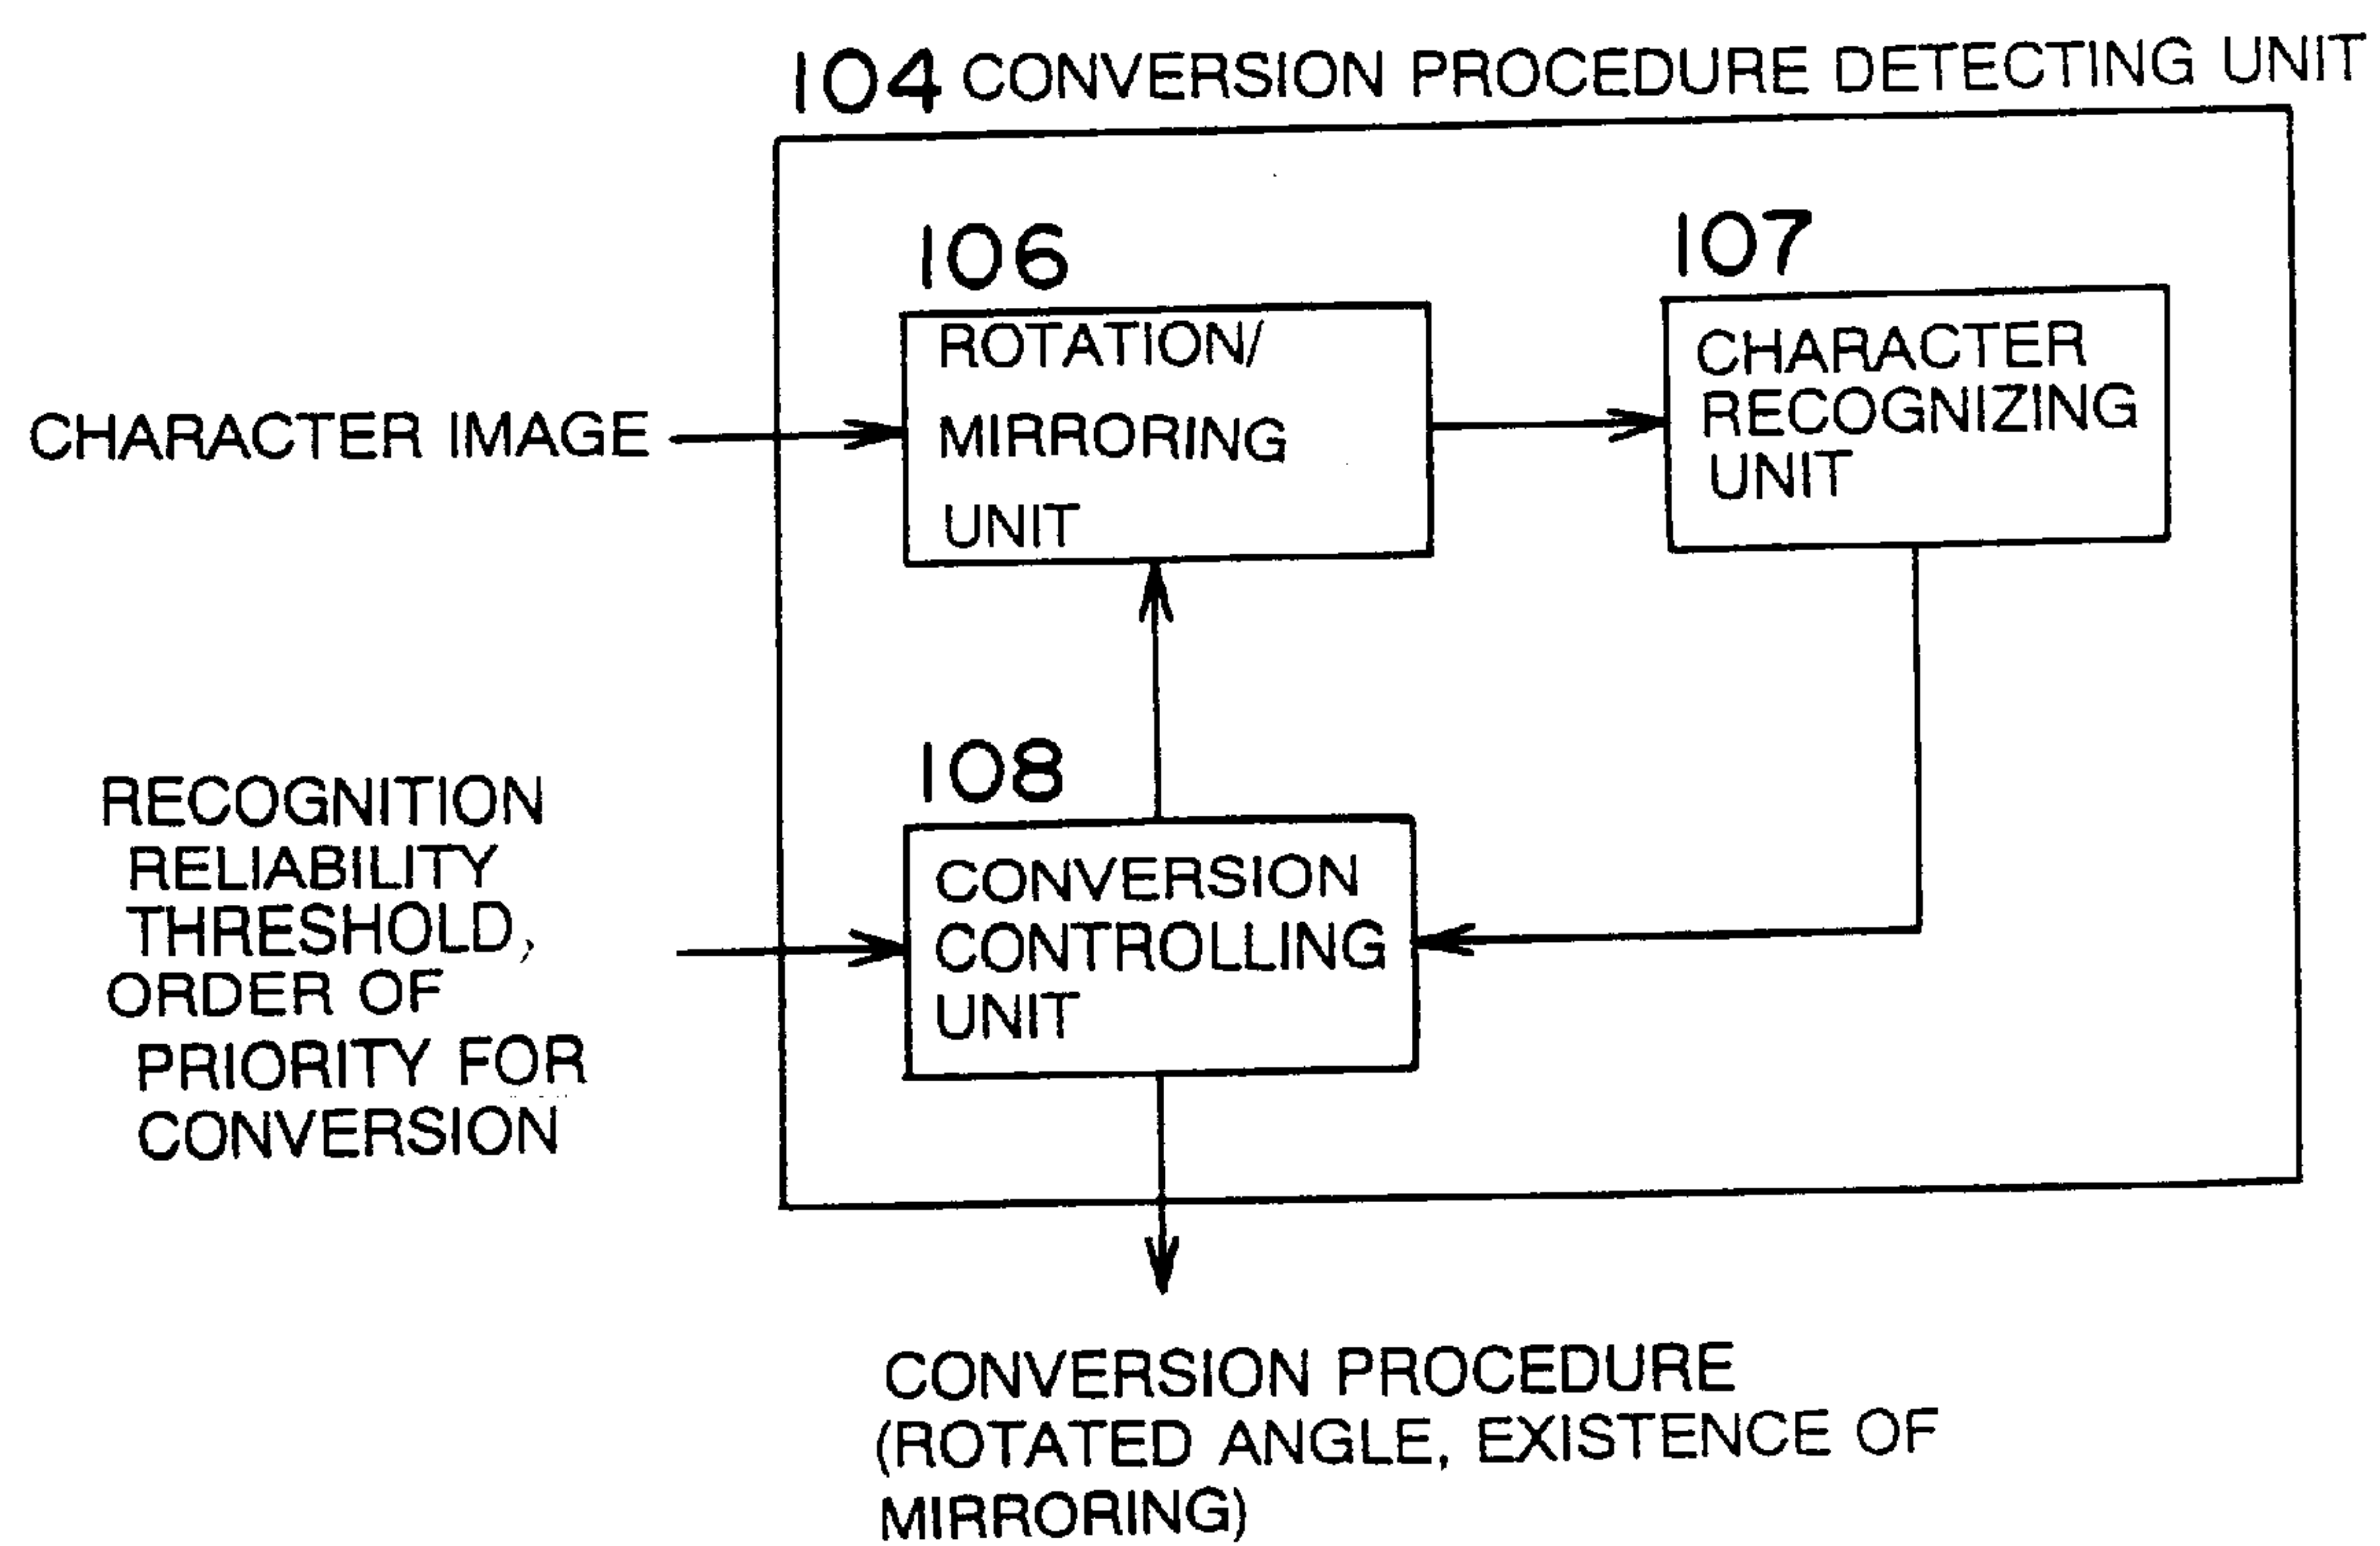 104 CONVERSION PROCEDURE DETECTING UNIT
106
ROTATION/
MIRRORING
UNIT
107
CHARACTER
RECOGNIZING
UNIT
CHARACTER IMAGE
108
CONVERSION
CONTROLLING
UNIT
RECOGNITION
RELIABILITY
THRESHOLD,
ORDER OF
PRIORITY FOR
CONVERSION
CONVERSION PROCEDURE
(ROTATED ANGLE, EXISTENCE OF
MIRRORING)